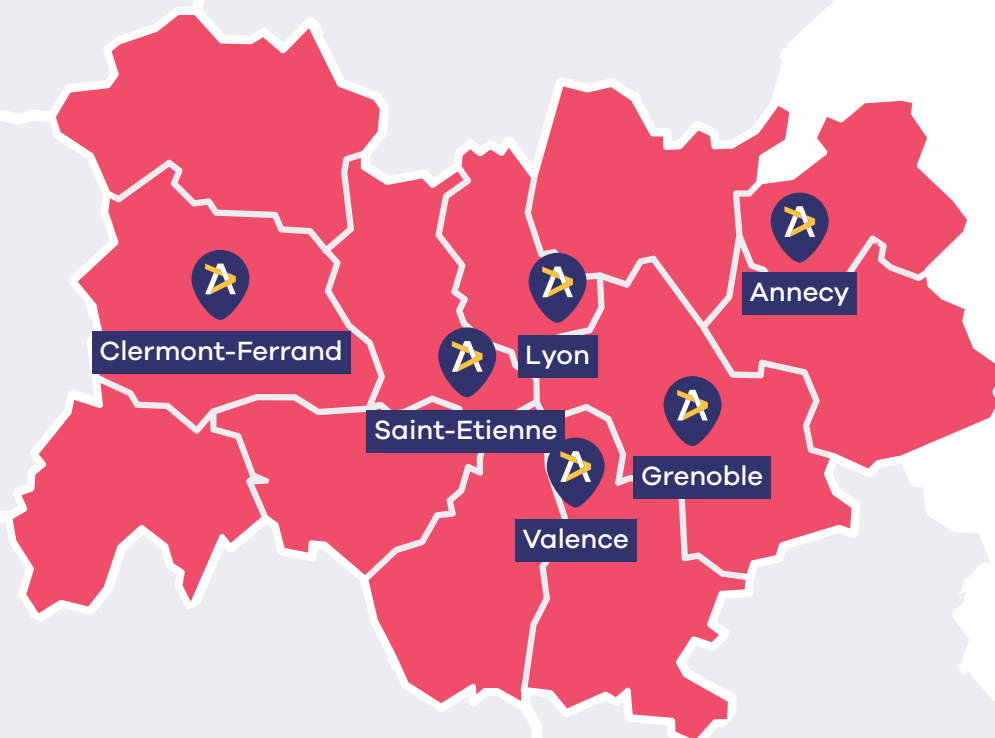 Annecy
Clermont-Ferrand
Lyon
Saint-Etienne
Grenoble
Valence